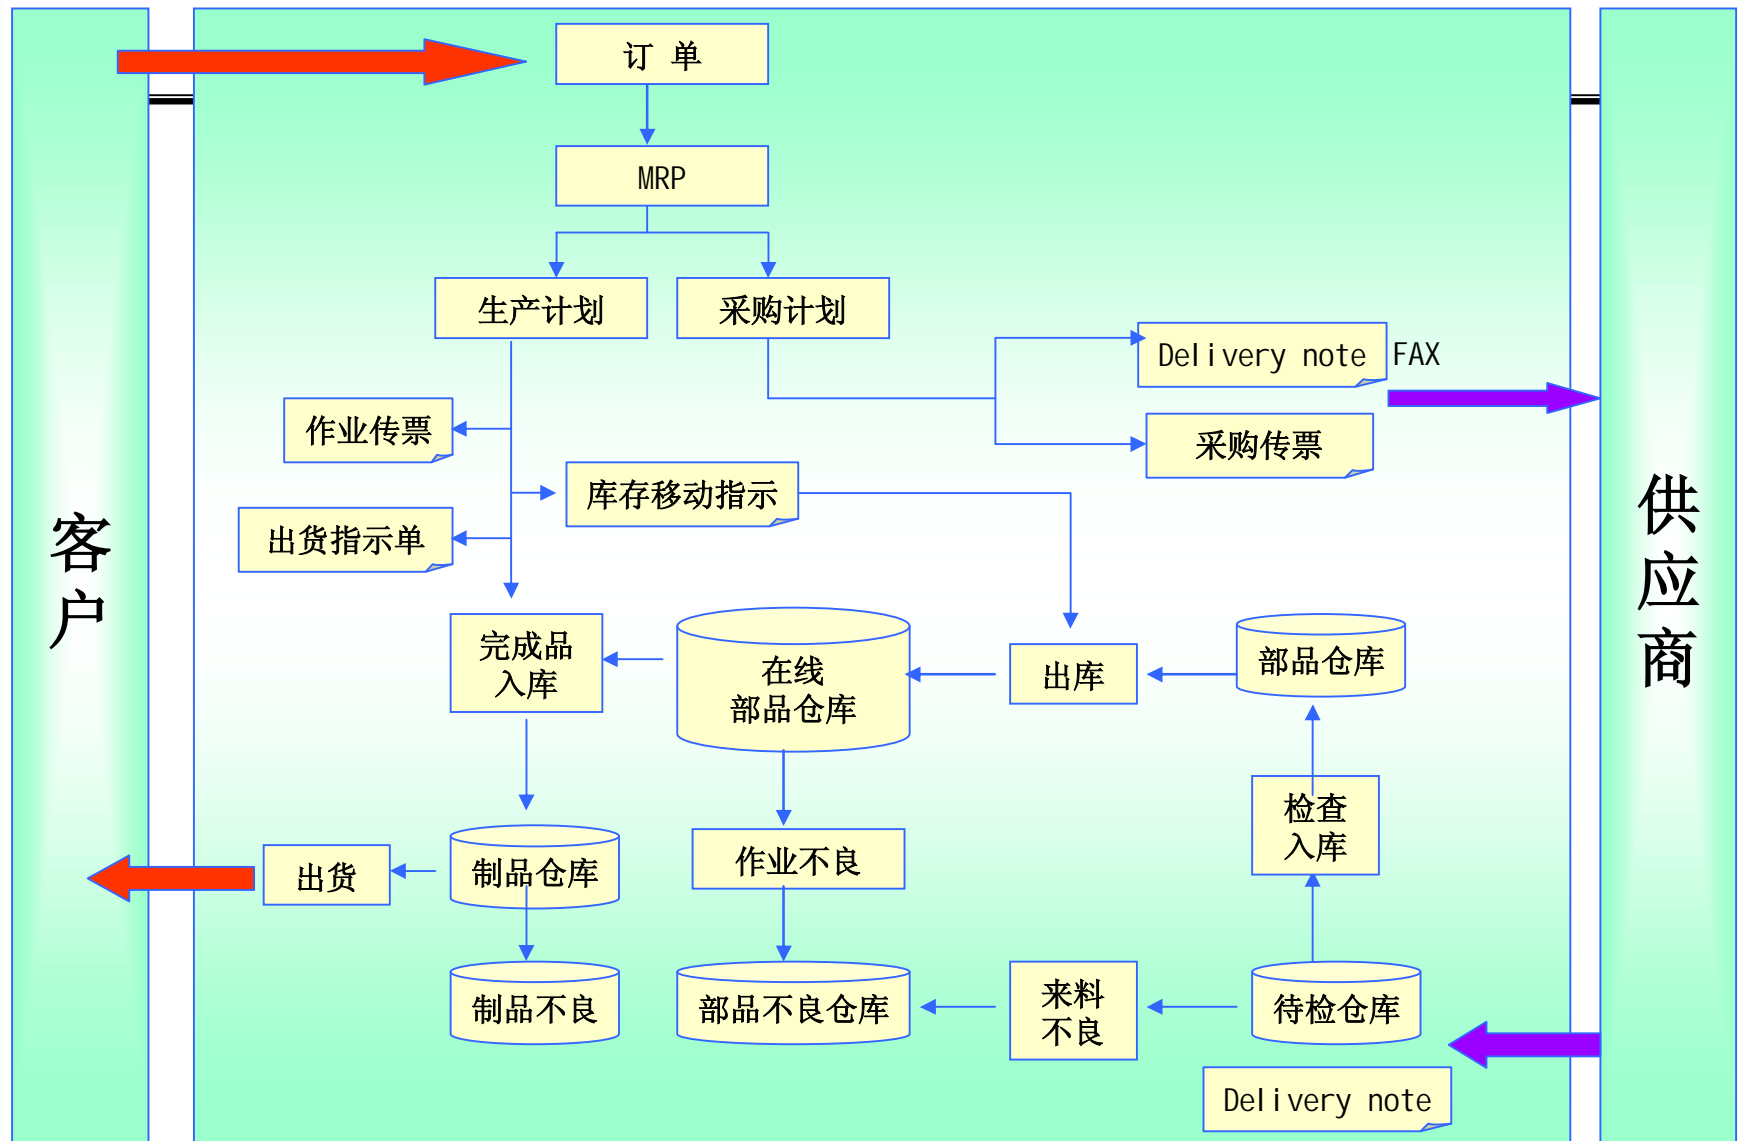 订 单
MRP
生产计划
采购计划
Delivery note
FAX
作业传票
采购传票
库存移动指示
出货指示单
客
户
供
应
商
完成品
入库
在线
部品仓库
出库
部品仓库
检查
入库
出货
制品仓库
作业不良
制品不良
部品不良仓库
来料
不良
待检仓库
Delivery note